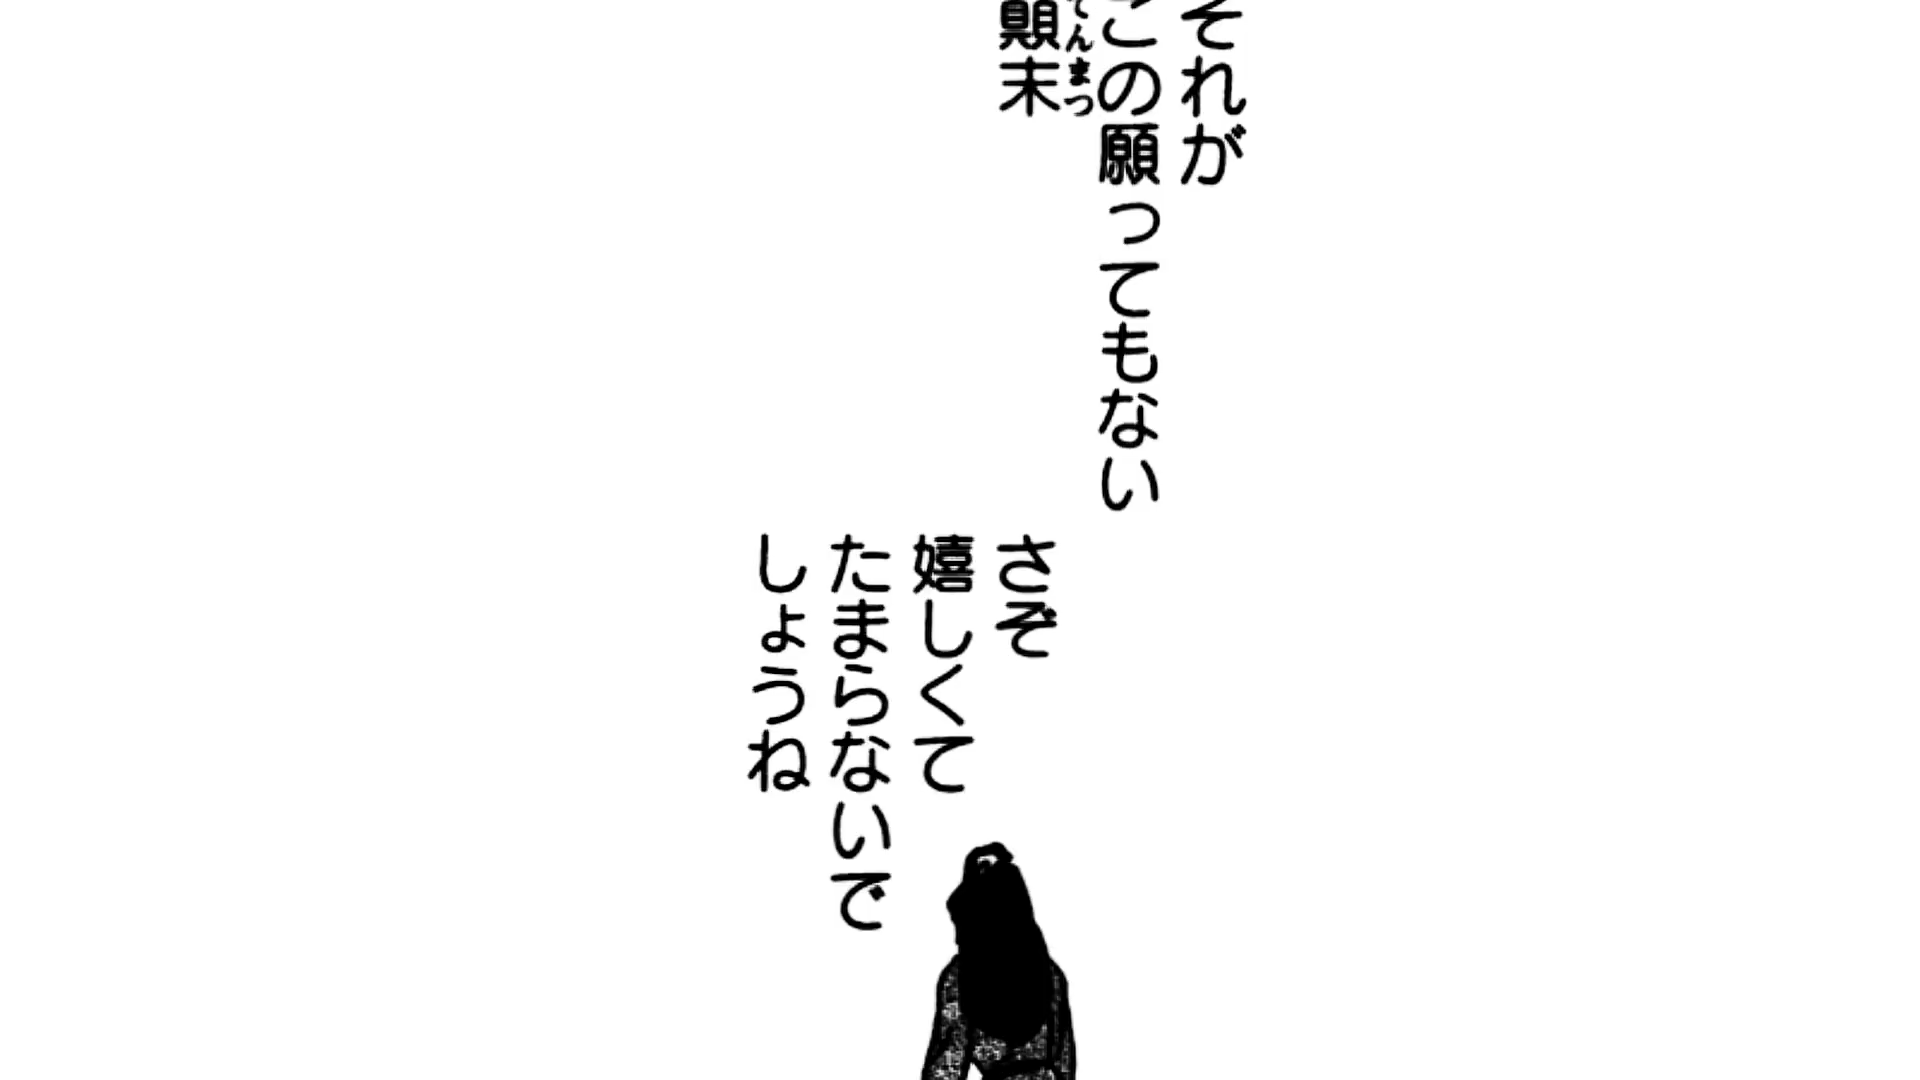 それが
この願ってもない
顚末
てんまつ
さぞ
嬉しくて
たまらないで
しょうね